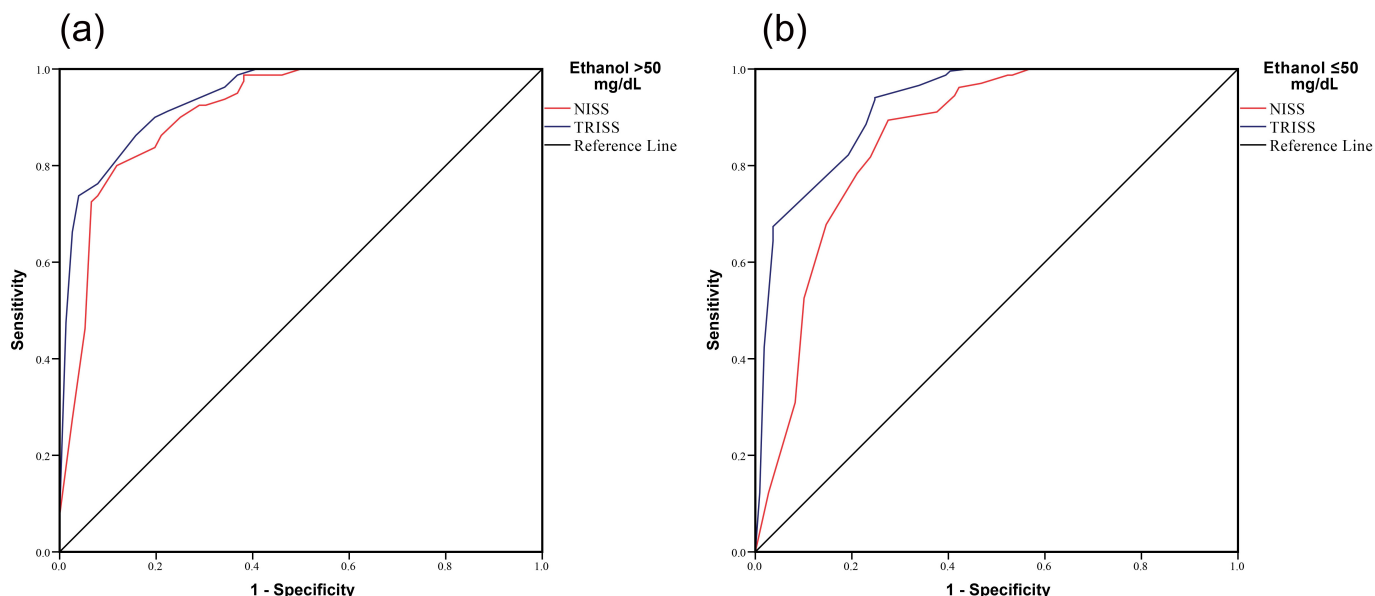 (a)
Ethanol >50
mg/dL
NISS
TRISS
Reference Line
Sensitivity
1.0
0.8
0.6
0.4
0.2
0.0
0.0 0.2 0.4 0.6 0.8 1.0
1 - Specificity
(b)
Ethanol ≤50
mg/dL
NISS
TRISS
Reference Line
Sensitivity
1.0
0.8
0.6
0.4
0.2
0.0
0.0 0.2 0.4 0.6 0.8 1.0
1 - Specificity